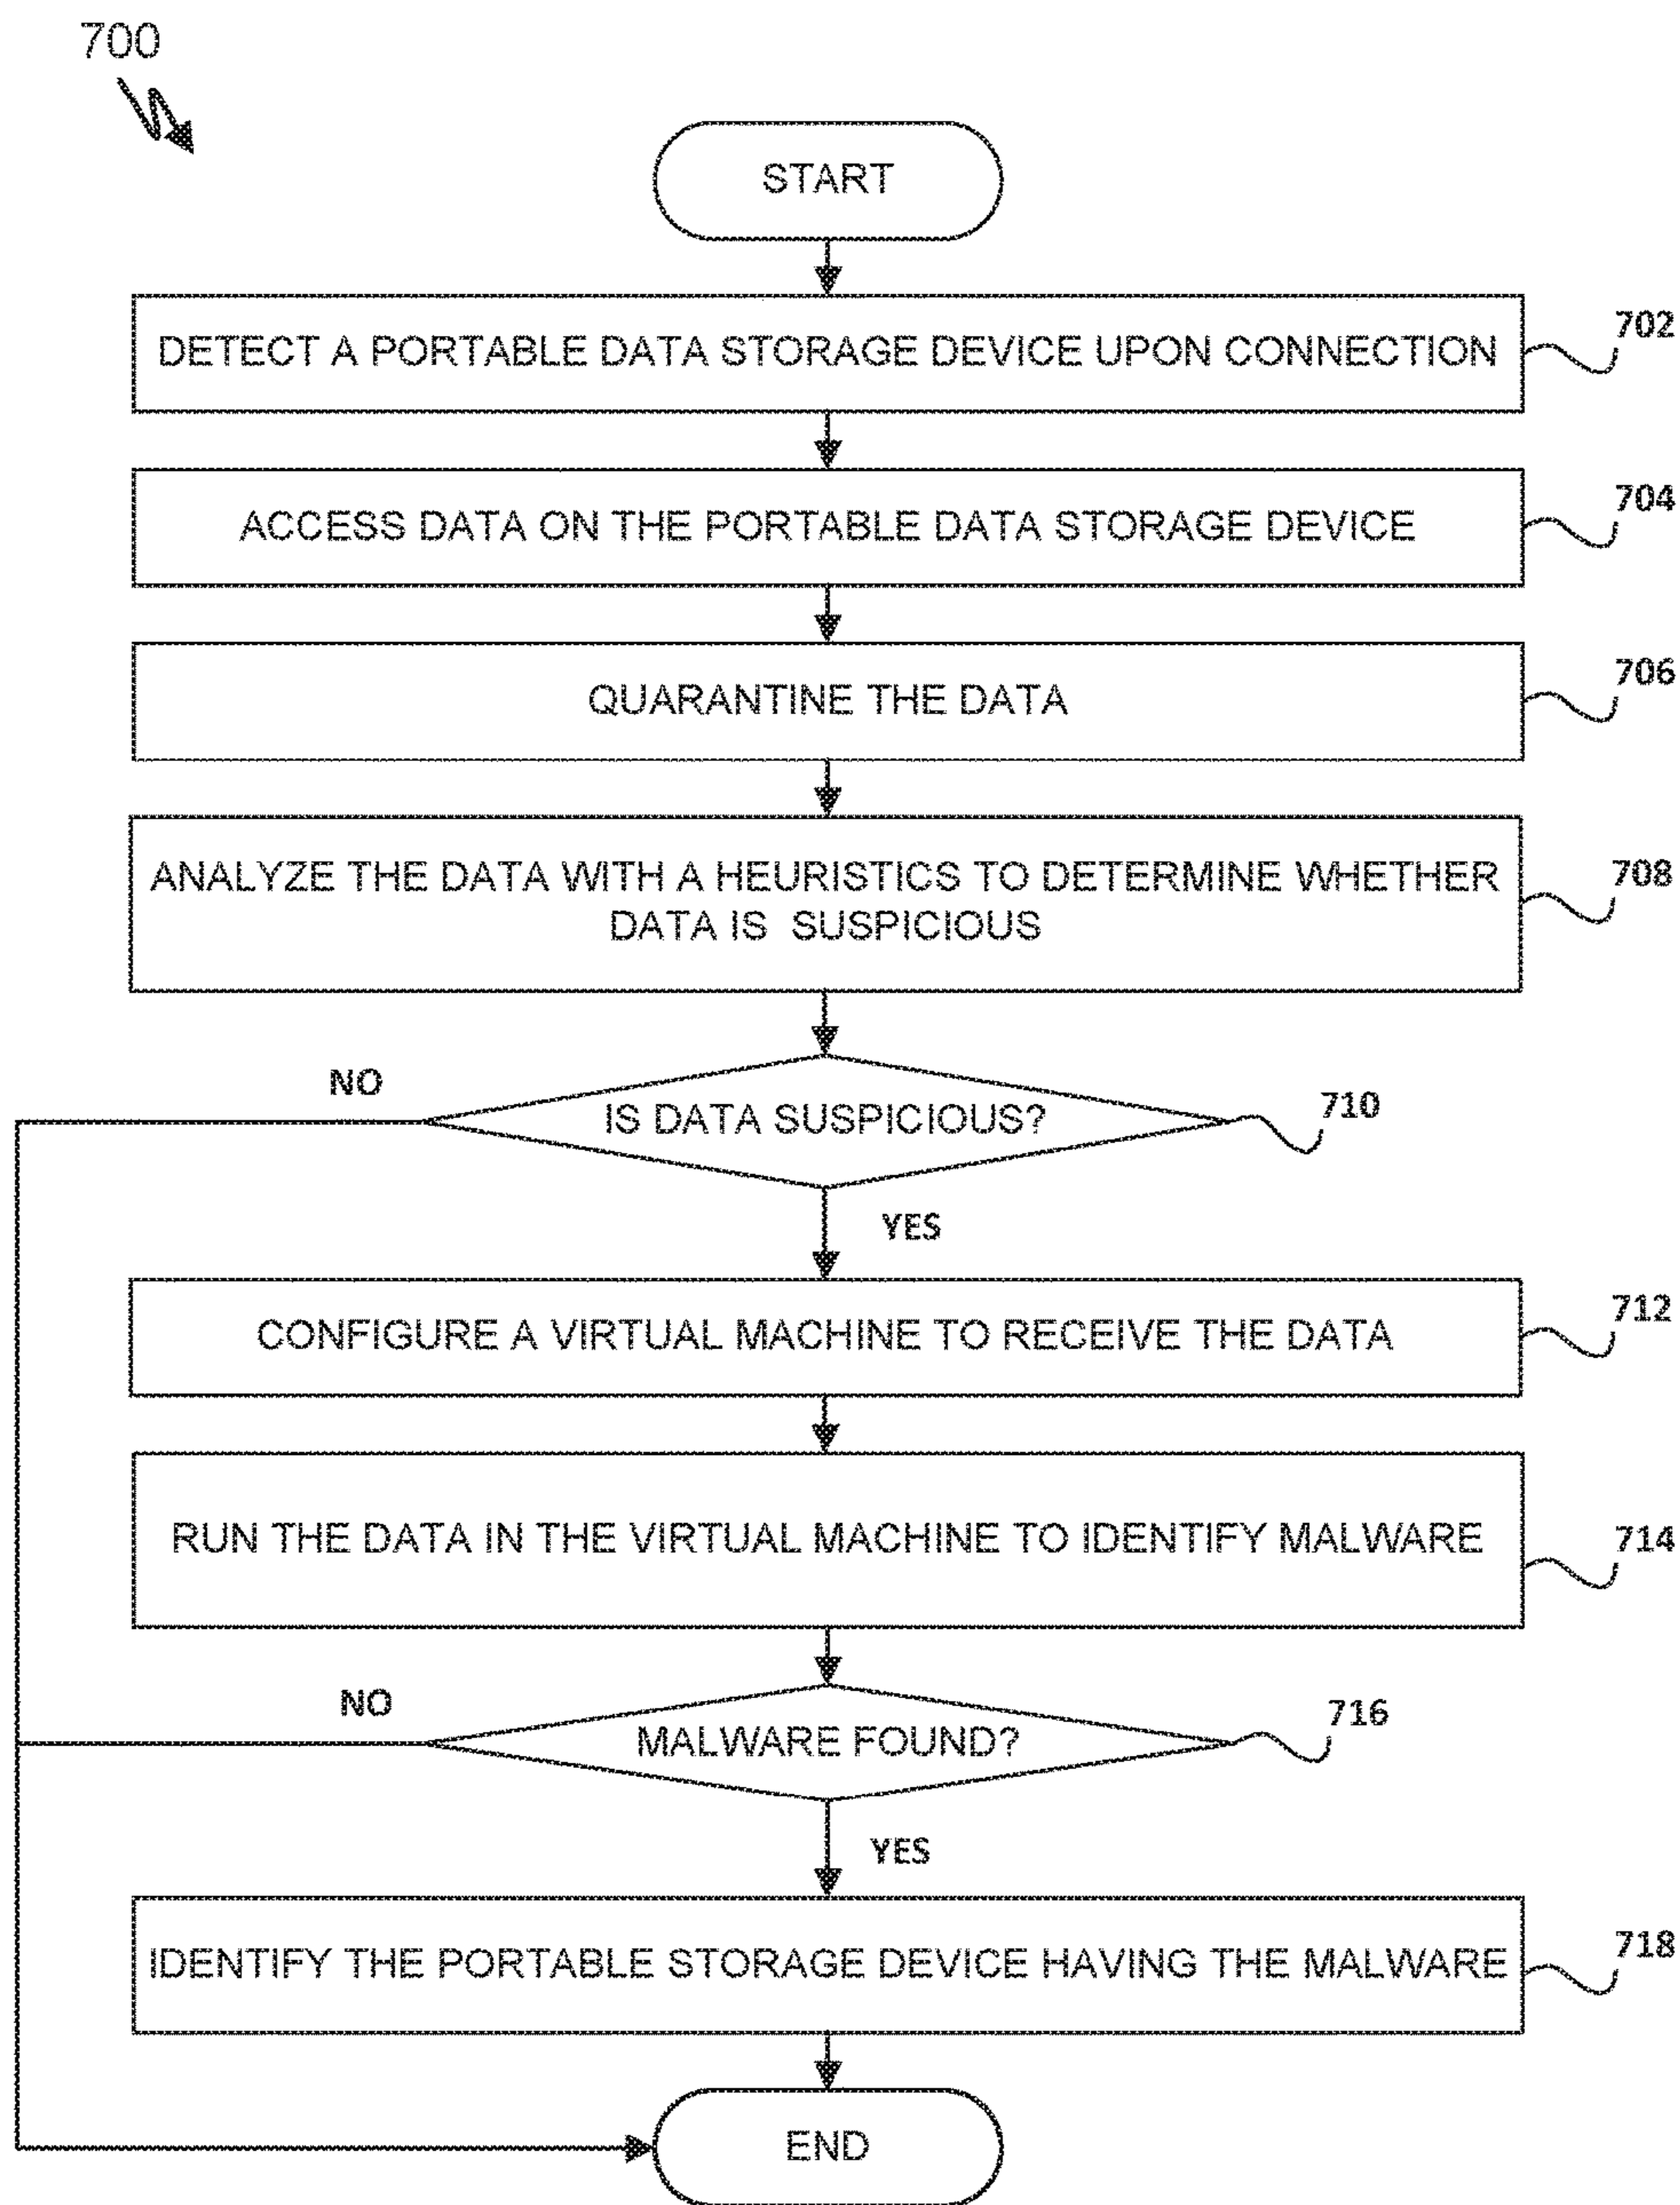 700
START
DETECT A PORTABLE DATA STORAGE DEVICE UPON CONNECTION
702
ACCESS DATA ON THE PORTABLE DATA STORAGE DEVICE
704
QUARANTINE THE DATA
706
ANALYZE THE DATA WITH A HEURISTICS TO DETERMINE WHETHER
DATA IS SUSPICIOUS
708
NO
IS DATA SUSPICIOUS?
710
YES
CONFIGURE A VIRTUAL MACHINE TO RECEIVE THE DATA
712
RUN THE DATA IN THE VIRTUAL MACHINE TO IDENTIFY MALWARE
714
NO
MALWARE FOUND?
716
YES
IDENTIFY THE PORTABLE STORAGE DEVICE HAVING THE MALWARE
718
END